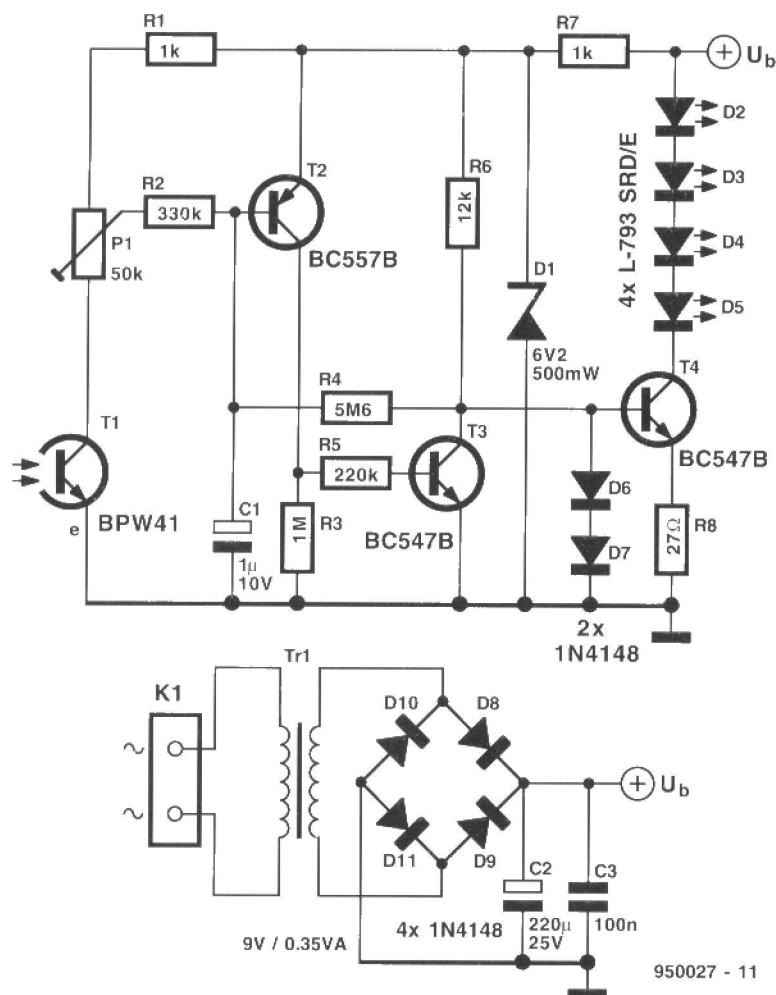 R1
1k
R7
1k
+ Ub
D2
D3
D4
D5
4x L-793 SRD/E
T2
R2
330k
P1
50k
BC557B
R6
12k
D1
6V2
500mW
T4
BC547B
R4
5M6
T3
R5
220k
BC547B
T1
e
BPW41
C1
1µ
10V
R3
1M
D6
D7
R8
27Ω
2x
1N4148
Tr1
K1
~
~
D10
D8
D11
D9
+ Ub
C2
220µ
25V
C3
100n
4x 1N4148
9V / 0.35VA
950027 - 11